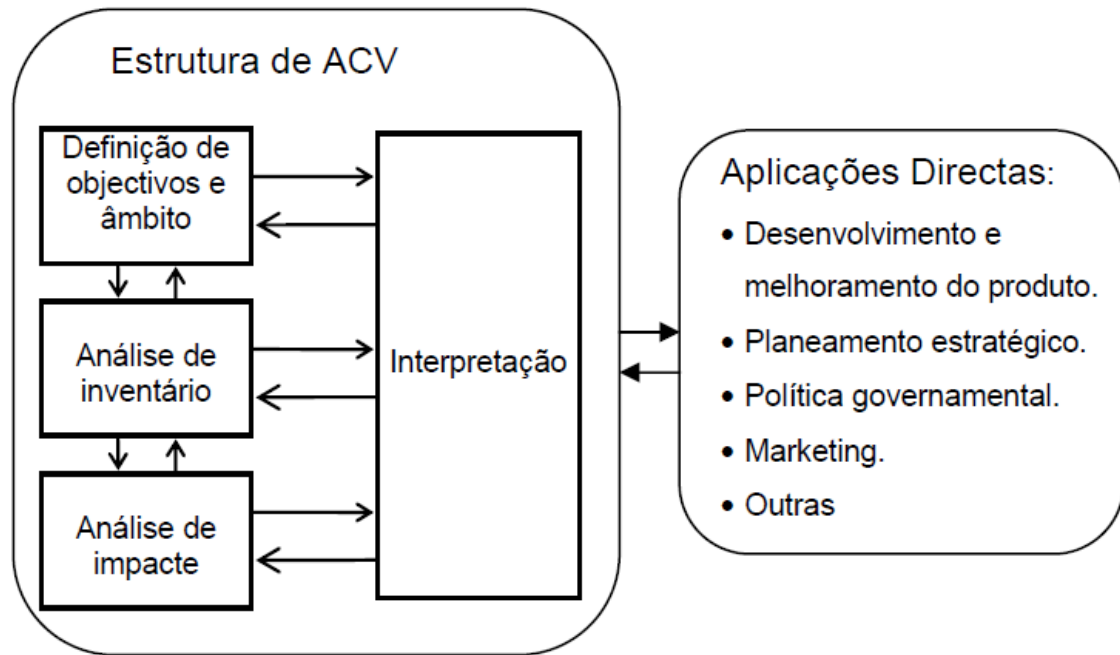 Estrutura de ACV
Definição de
objectivos e
âmbito
Análise de
inventário
Análise de
impacte
Interpretação
Aplicações Directas:
• Desenvolvimento e
melhoramento do produto.
• Planeamento estratégico.
• Política governamental.
• Marketing.
• Outras